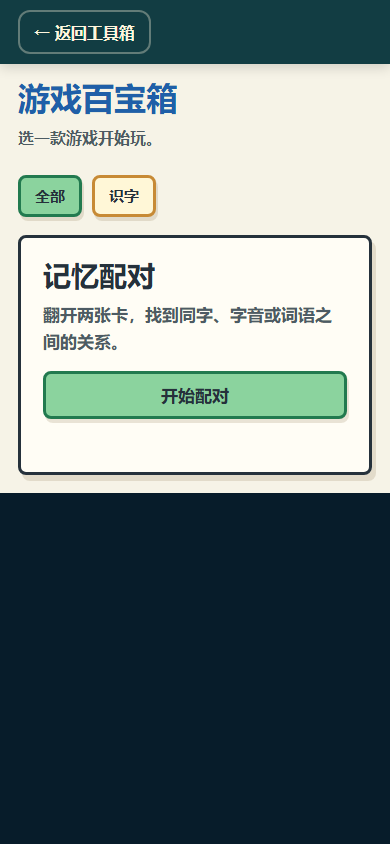 ← 返回工具箱
游戏百宝箱
选一款游戏开始玩。
全部
识字
记忆配对
翻开两张卡，找到同字、字音或词语之
间的关系。
开始配对